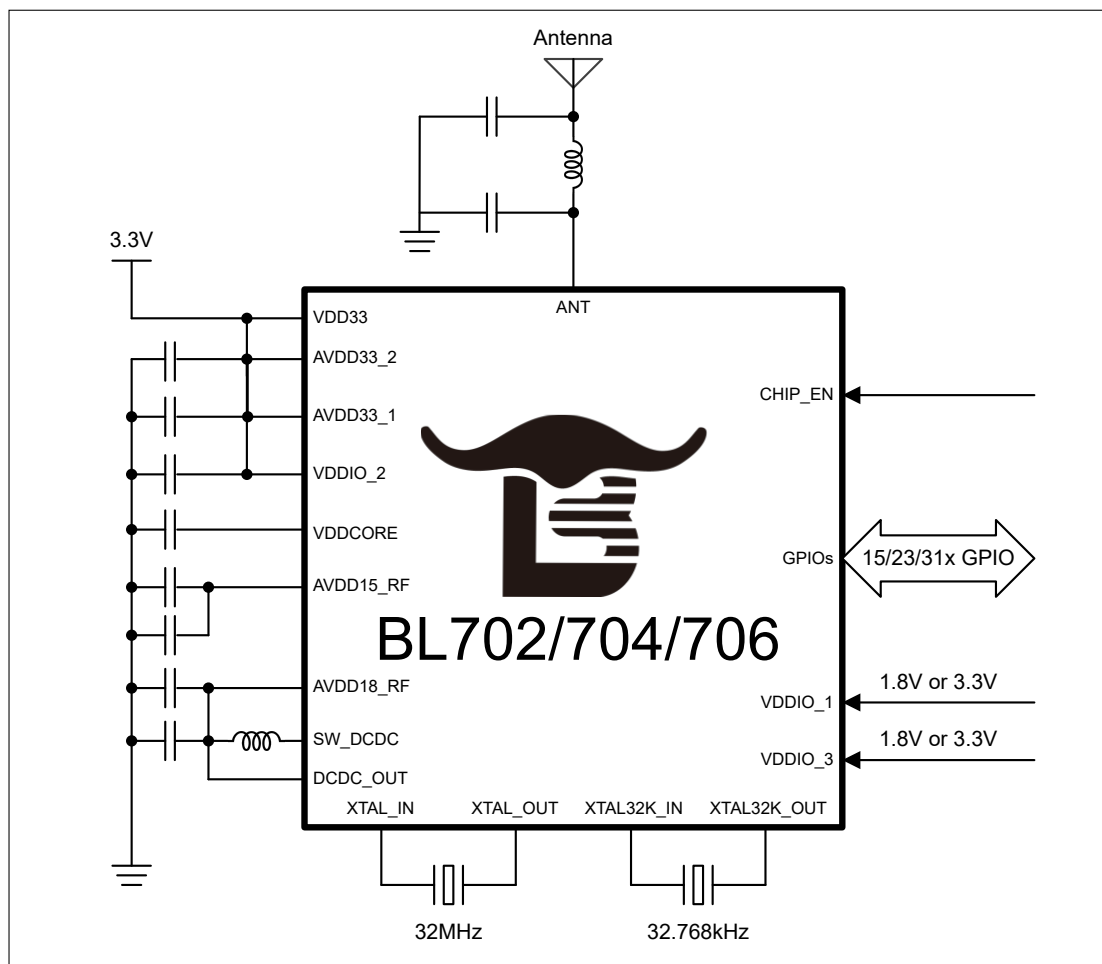 Antenna
3.3V
ANT
VDD33
AVDD33_2
AVDD33_1
VDDIO_2
VDDCORE
AVDD15_RF
AVDD18_RF
SW_DCDC
DCDC_OUT
CHIP_EN
GPIOs
15/23/31x GPIO
BL702/704/706
VDDIO_1
1.8V or 3.3V
VDDIO_3
1.8V or 3.3V
XTAL_IN
XTAL_OUT
XTAL32K_IN
XTAL32K_OUT
32MHz
32.768kHz